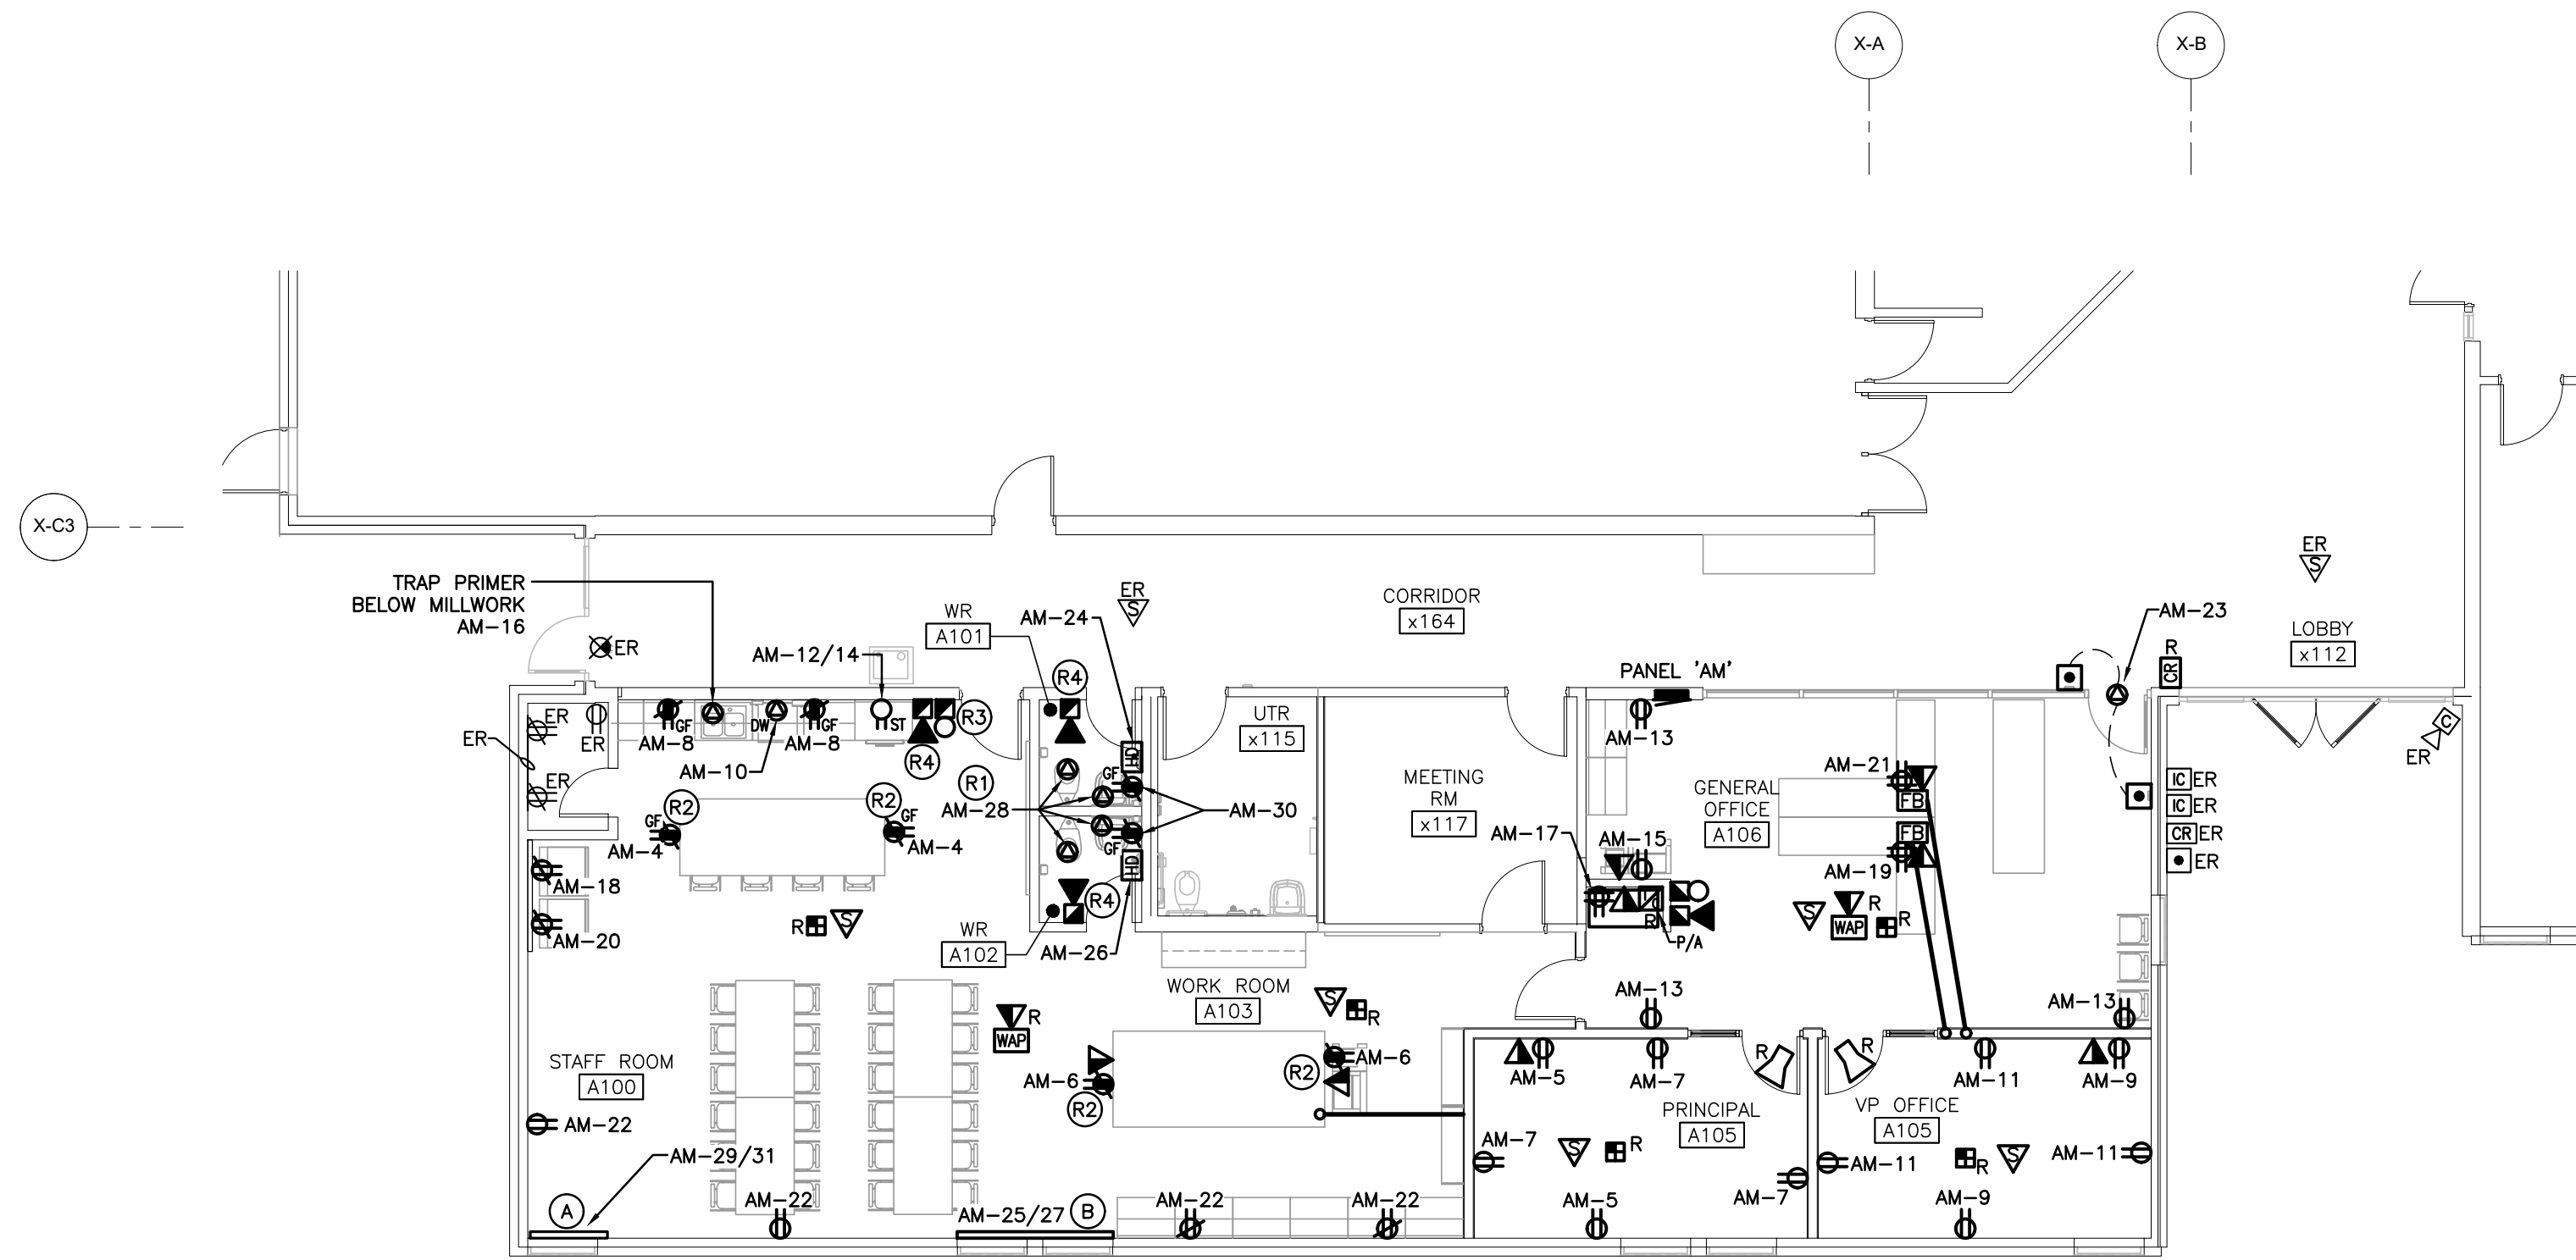 X-A
X-B
X-C3
TRAP PRIMER
BELOW MILLWORK
AM-16
ER
ER
S
ER
S
WR
A101
AM-24
CORRIDOR
x164
AM-23
LOBBY
x112
R
CR
AM-12/14
R4
PANEL 'AM'
ER
ER
ER
GF
AM-8
DW
GF
AM-8
ST
R3
R4
AM-10
UTR
x115
HD
AM-13
C
ER
ER
R1
GF
AM-28
AM-30
MEETING
RM
x117
GENERAL
OFFICE
A106
AM-21
FB
IC ER
IC ER
CR ER
ER
R2
R2
GF
AM-4
GF
AM-4
GF
HD
AM-17
AM-15
FB
AM-19
AM-18
AM-20
R
S
R4
WR
A102
AM-26
C
R
P/A
S
R
WAP
R
WORK ROOM
A103
S
R
AM-13
AM-13
R
WAP
STAFF ROOM
A100
AM-6
R2
AM-6
R2
AM-5
AM-7
R
R
AM-11
AM-9
PRINCIPAL
A105
VP OFFICE
A105
AM-22
AM-29/31
AM-7
S
R
AM-11
R
S
AM-11
A
AM-22
AM-25/27
B
AM-22
AM-22
AM-5
AM-7
AM-9